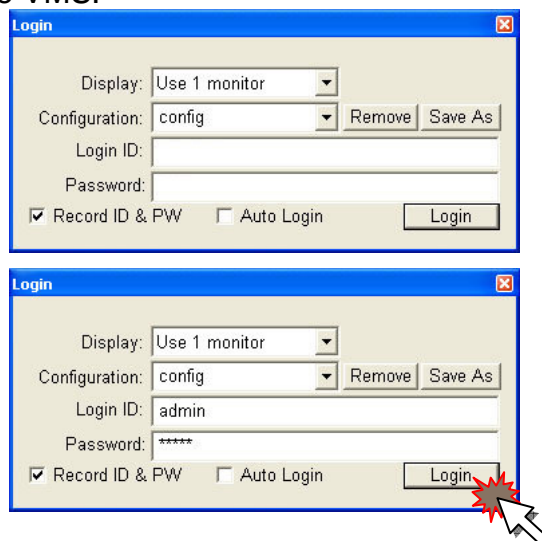 VMS.
Login
Display: Use 1 monitor
Configuration: config Remove Save As
Login ID:
Password:
Record ID & PW Auto Login Login
Login
Display: Use 1 monitor
Configuration: config Remove Save As
Login ID: admin
Password: *****
Record ID & PW Auto Login Login